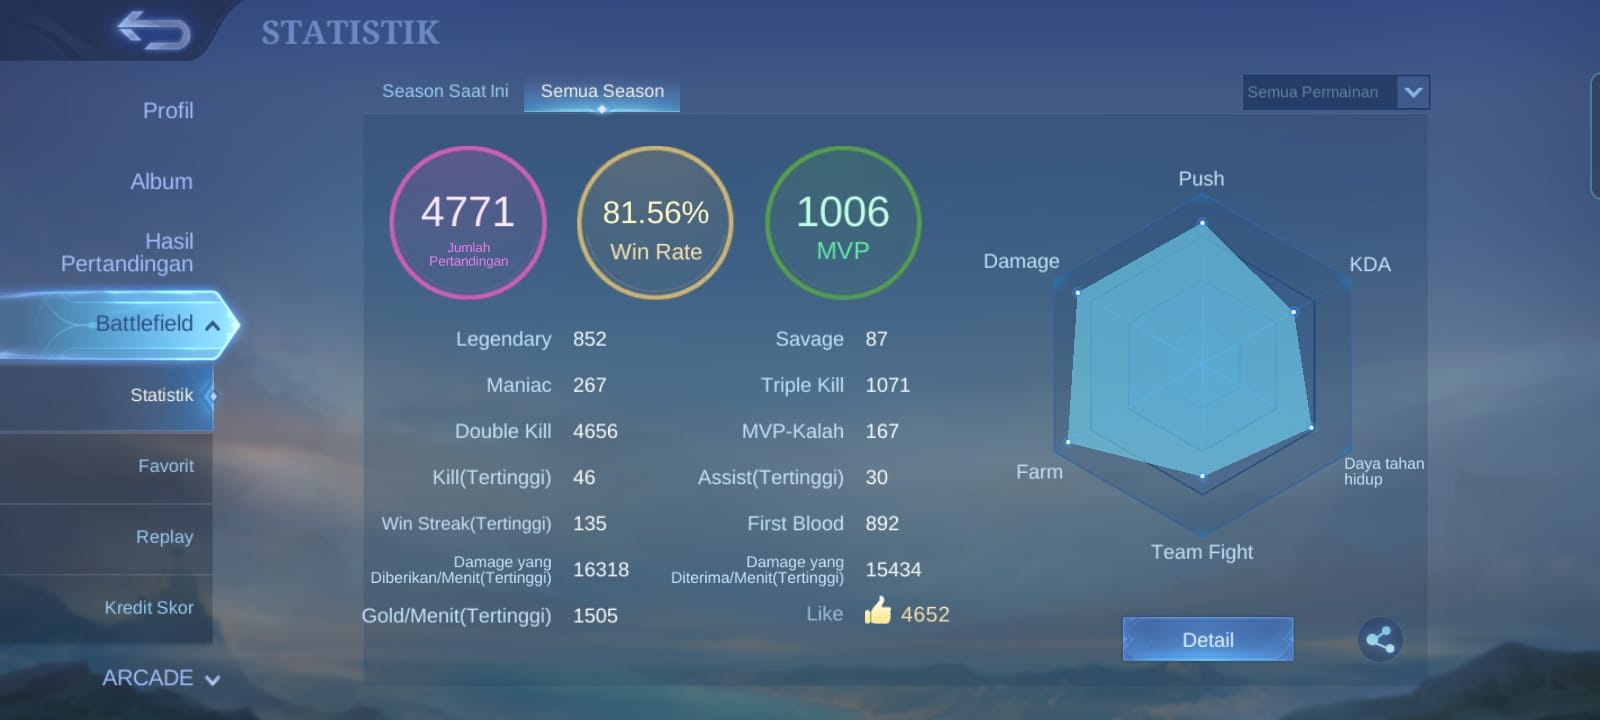 STATISTIK
Season Saat Ini
Semua Season
Semua Permainan
Profil
Album
Hasil
Pertandingan
Battlefield
Statistik
Favorit
Replay
Kredit Skor
ARCADE
4771
Jumlah
Pertandingan
81.56%
Win Rate
1006
MVP
Legendary 852
Savage 87
Maniac 267
Triple Kill 1071
Double Kill 4656
MVP-Kalah 167
Kill(Tertinggi) 46
Assist(Tertinggi) 30
Win Streak(Tertinggi) 135
First Blood 892
Damage yang
Diberikan/Menit(Tertinggi) 16318
Damage yang
Diterima/Menit(Tertinggi) 15434
Gold/Menit(Tertinggi) 1505
Like 4652
Push
Damage
KDA
Farm
Daya tahan
hidup
Team Fight
Detail